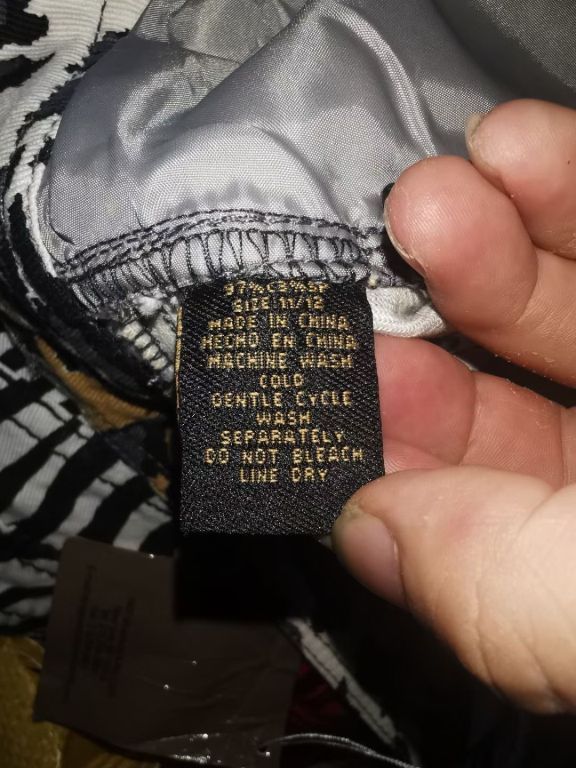 97%C3%SP
SIZE 11/12
MADE IN CHINA
HECHO EN CHINA
MACHINE WASH
COLD
GENTLE CYCLE
WASH
SEPARATELY
DO NOT BLEACH
LINE DRY